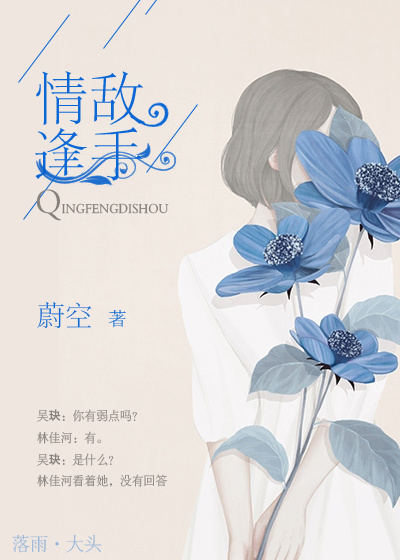 情敌
逢手
QINGFENGDISHOU
蔚空 著
吴玦：你有弱点吗？
林佳河：有。
吴玦：是什么？
林佳河看着她，没有回答
落雨·大头